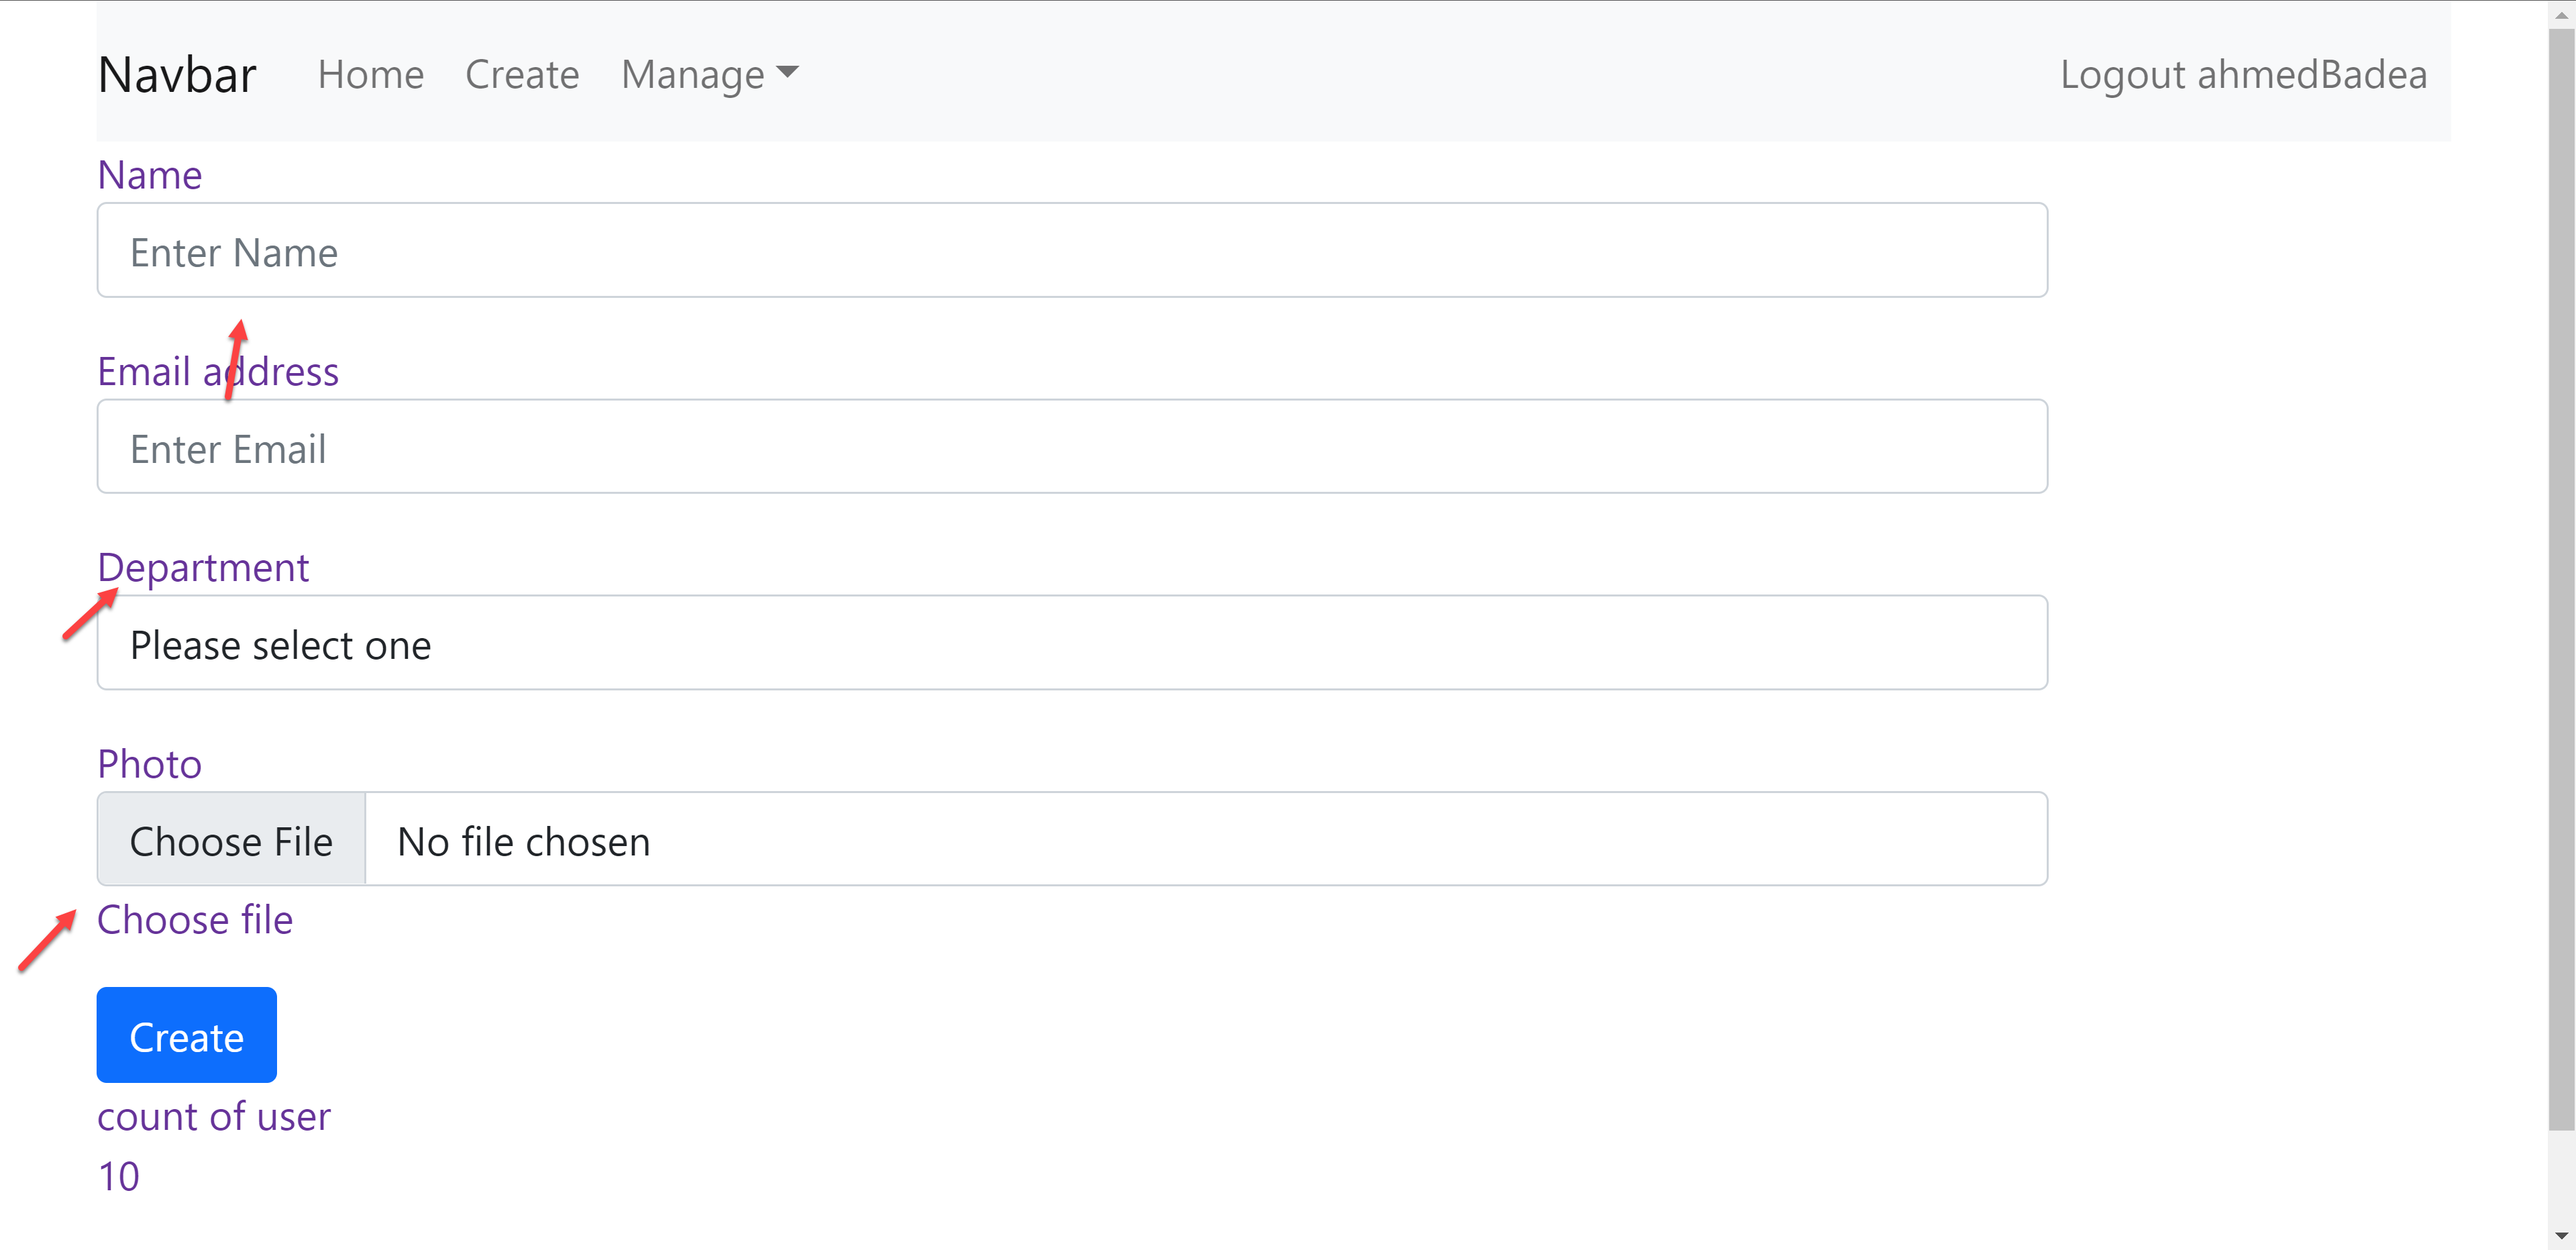 Navbar Home Create Manage Logout ahmedBadea
Name
Enter Name
Email address
Enter Email
Department
Please select one
Photo
Choose File No file chosen
Choose file
Create
count of user
10